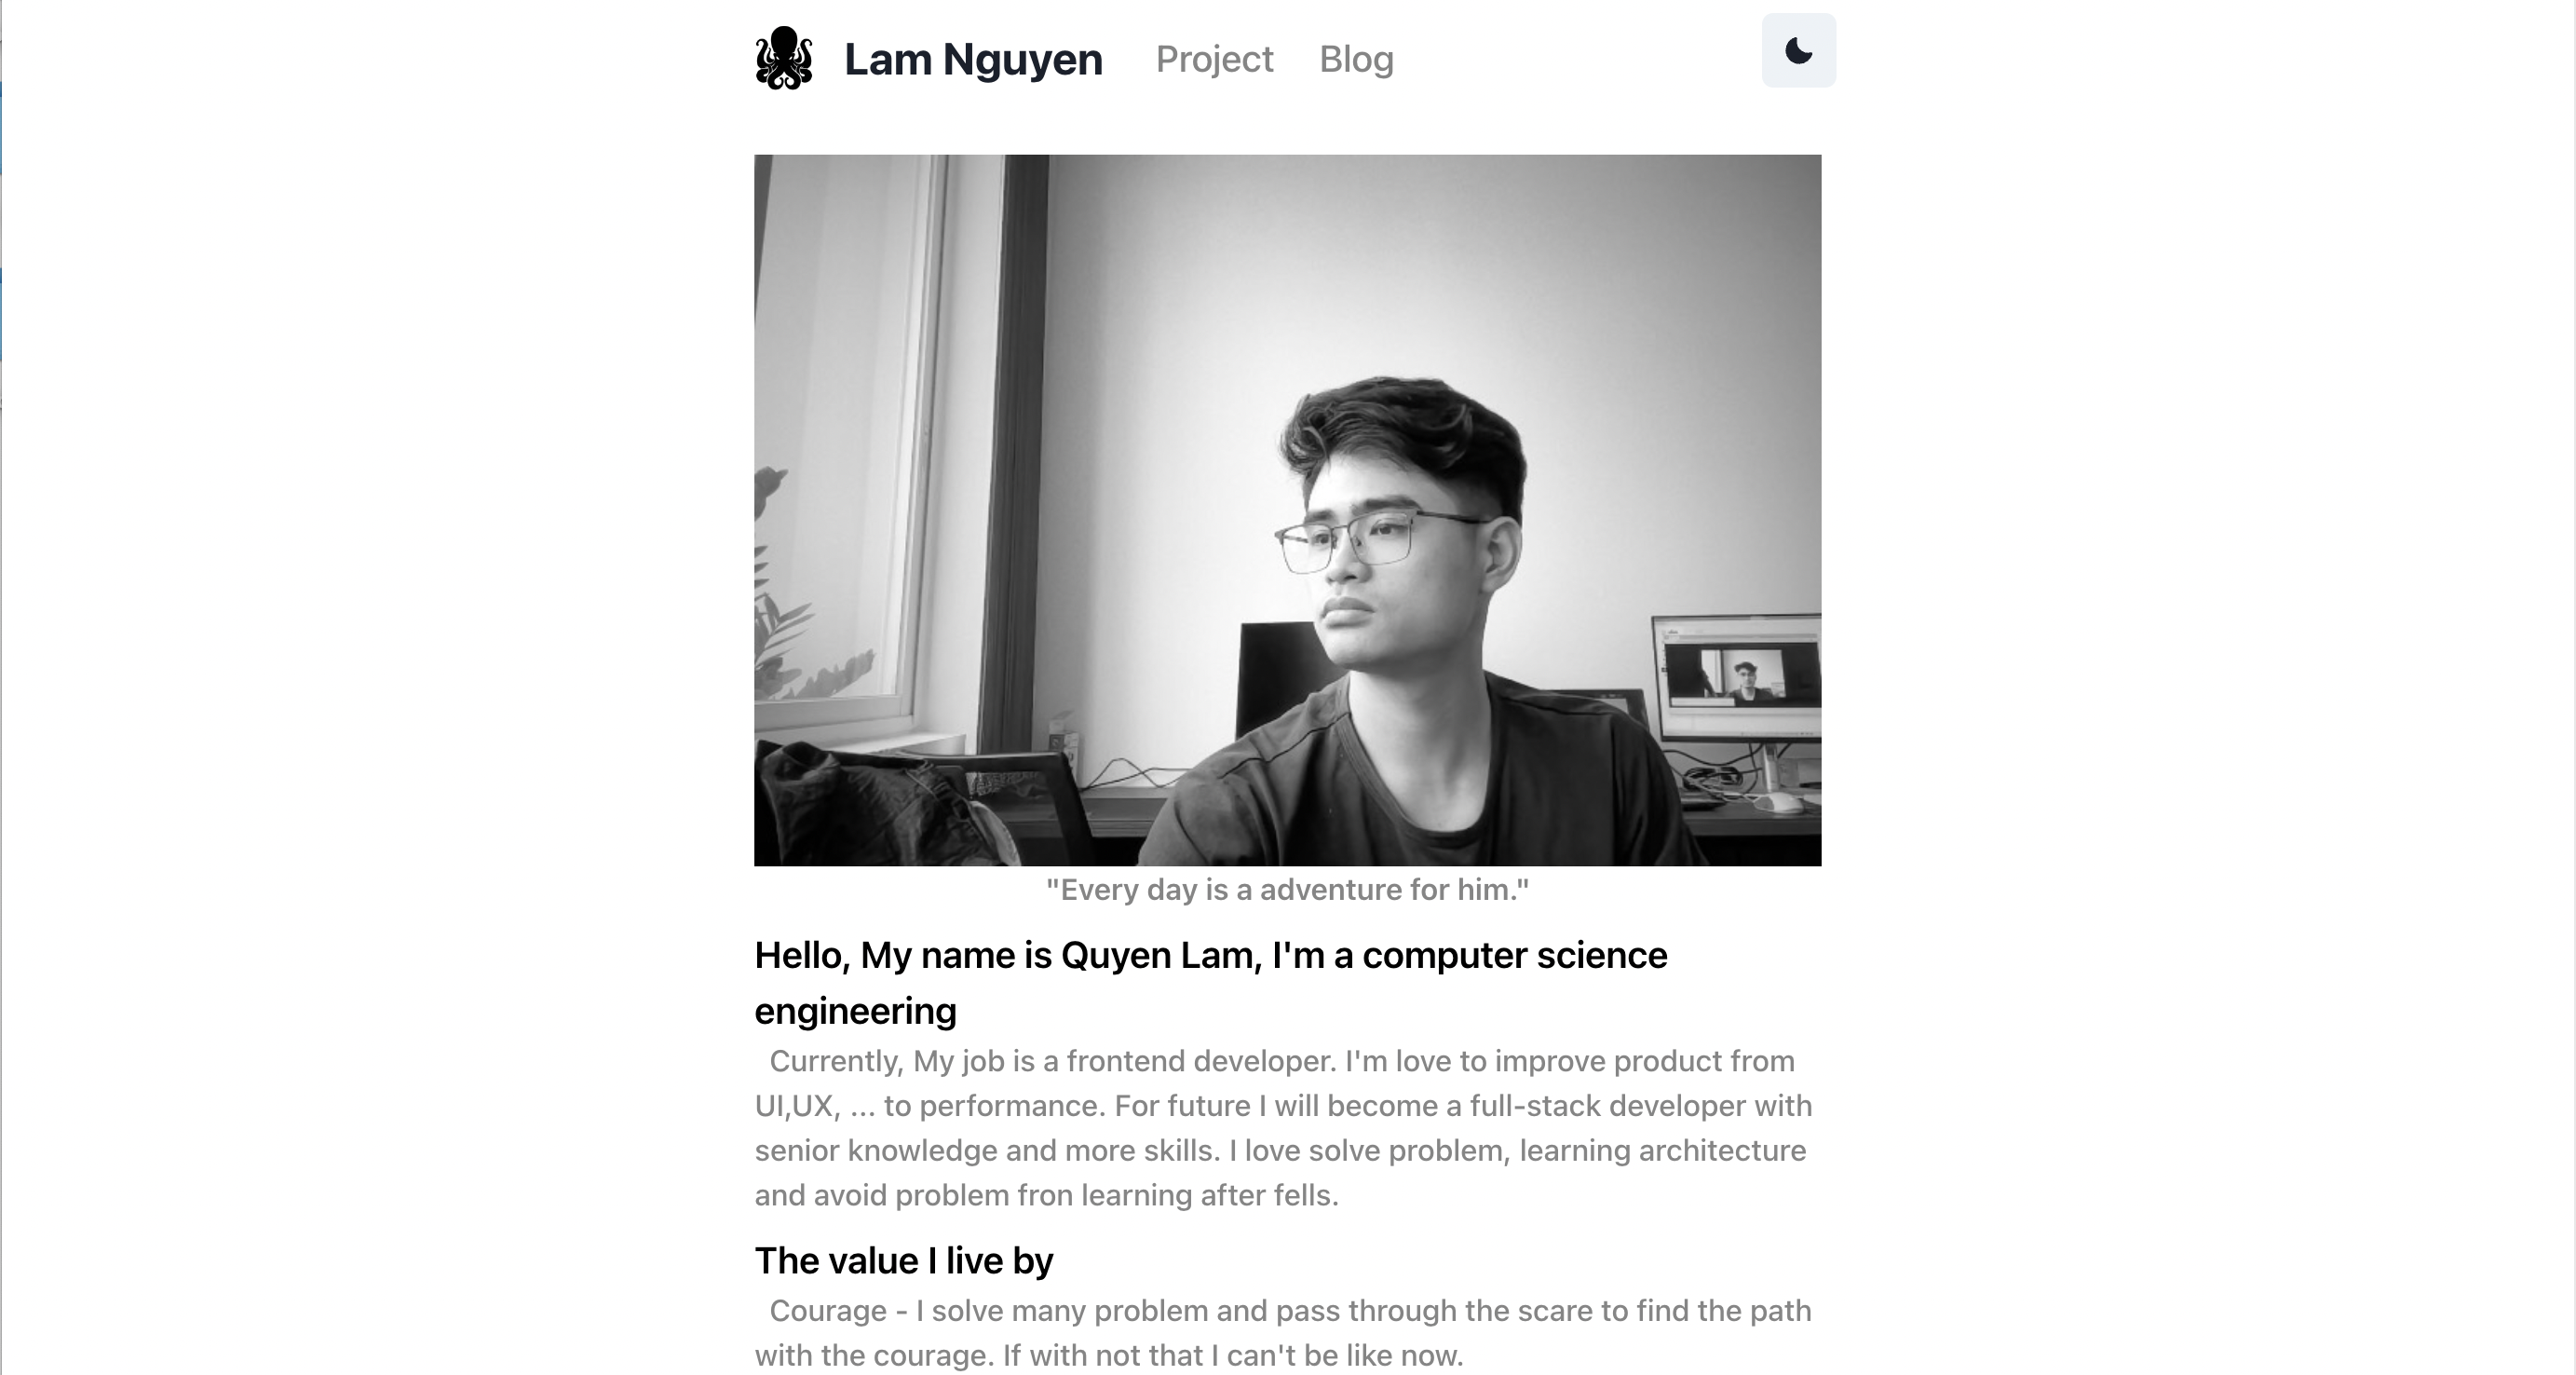 Lam Nguyen Project Blog
"Every day is a adventure for him."
Hello, My name is Quyen Lam, I'm a computer science
engineering
Currently, My job is a frontend developer. I'm love to improve product from
UI,UX, ... to performance. For future I will become a full-stack developer with
senior knowledge and more skills. I love solve problem, learning architecture
and avoid problem fron learning after fells.
The value I live by
Courage - I solve many problem and pass through the scare to find the path
with the courage. If with not that I can't be like now.